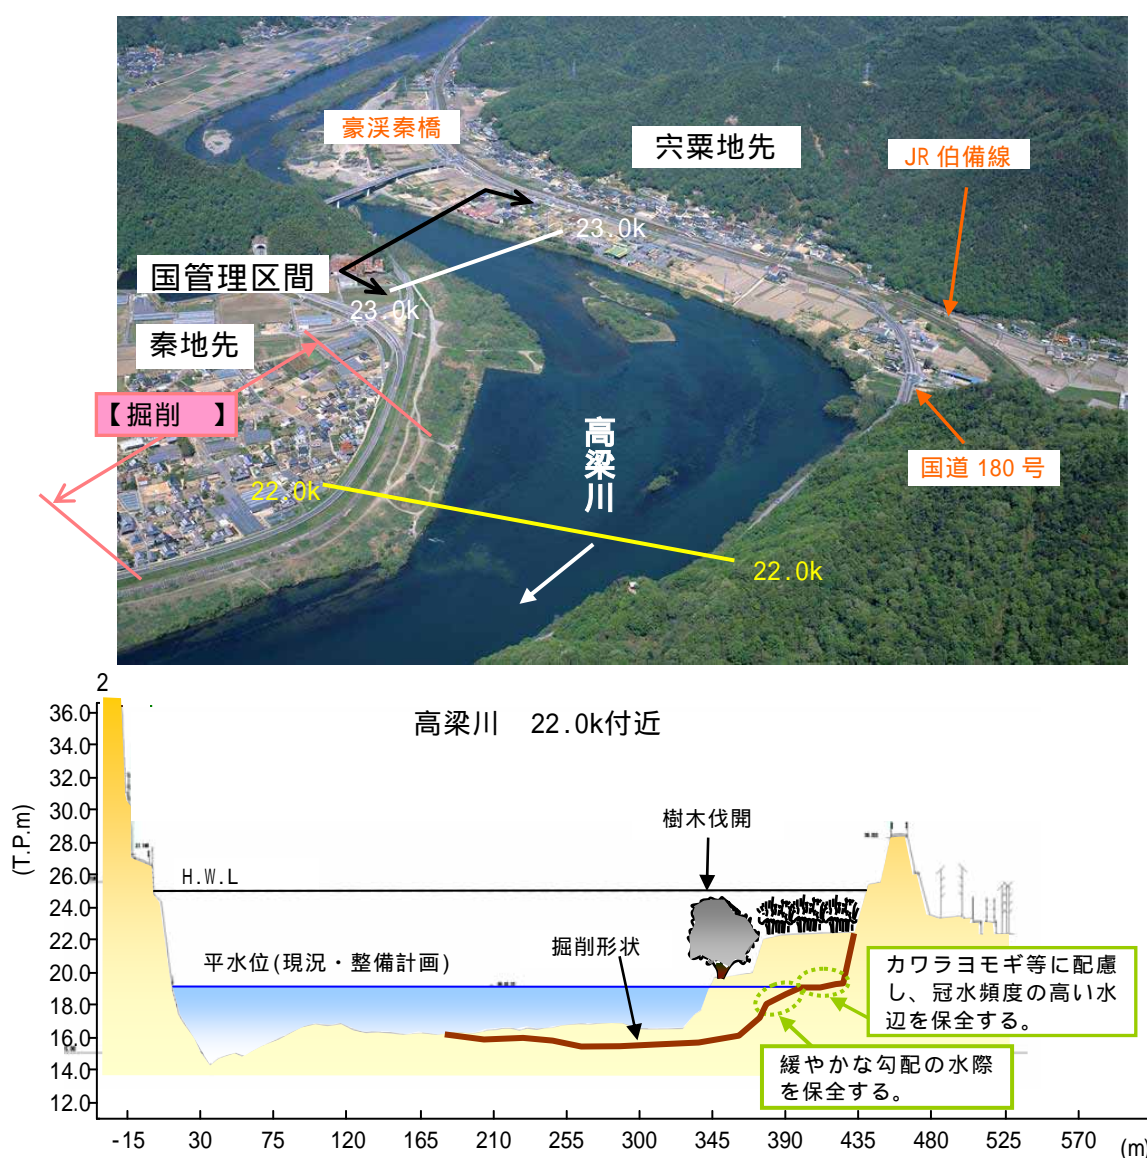 豪渓秦橋
宍粟地先
JR 伯備線
23.0k
国管理区間
23.0k
秦地先
【掘削　】
高梁川
国道 180 号
22.0k
22.0k
2
高梁川　22.0k付近
36.0
34.0
32.0
30.0
28.0
26.0
24.0
22.0
20.0
18.0
16.0
14.0
12.0
(T.P.m)
樹木伐開
H.W.L
掘削形状
平水位(現況・整備計画)
カワラヨモギ等に配慮
し、冠水頻度の高い水
辺を保全する。
緩やかな勾配の水際
を保全する。
-15 30 75 120 165 210 255 300 345 390 435 480 525 570 (m)